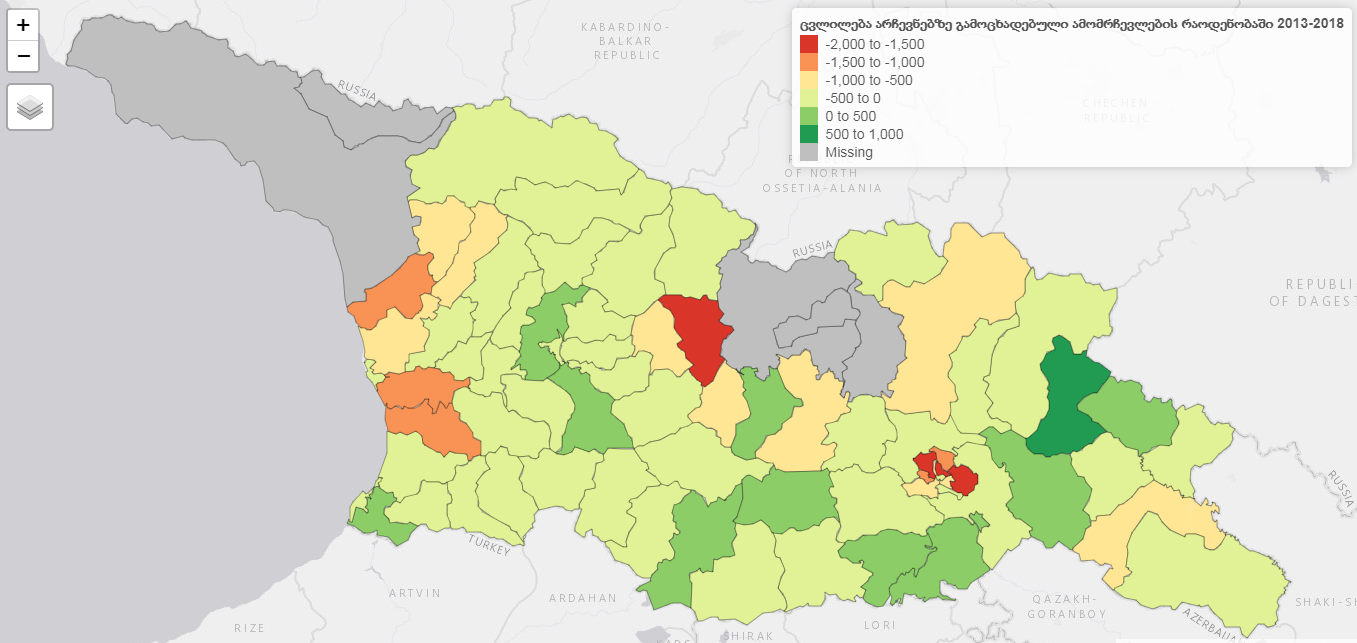 +
−
ცვლილება არჩევნებზე გამოცხადებული ამომრჩევლების რაოდენობაში 2013-2018
-2,000 to -1,500
-1,500 to -1,000
-1,000 to -500
-500 to 0
0 to 500
500 to 1,000
Missing
KABARDINO-
BALKAR
REPUBLIC
RUSSIA
CHECHEN
REPUBLIC
OF NORTH
OSSETIA-ALANIA
RUSSIA
REPUBLI
OF DAGEST
RUSSIA
TURKEY
ARTVIN
ARDAHAN
RIZE
KARS
SHIRAK
LORI
QAZAKH-
GORANBOY
AZERBAIJA
SHAKI-SH